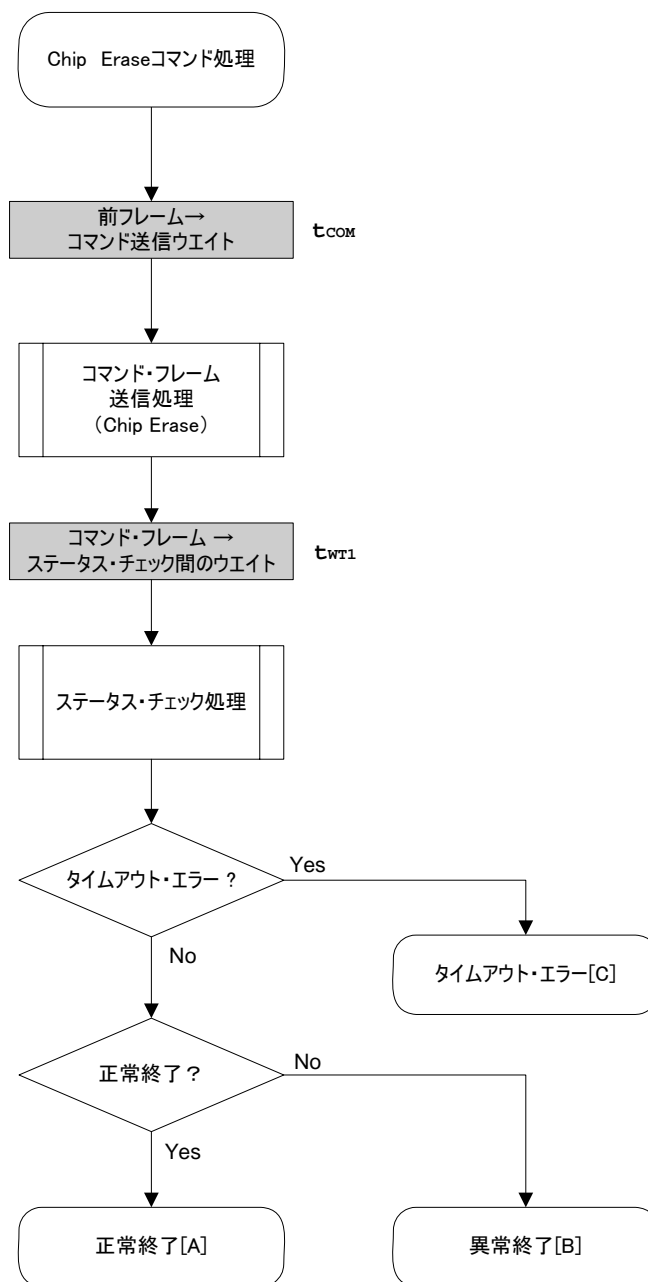 Chip Eraseコマンド処理
前フレーム→
コマンド送信ウエイト
tCOM
コマンド・フレーム
送信処理
（Chip Erase）
コマンド・フレーム →
ステータス・チェック間のウエイト
tWT1
ステータス・チェック処理
タイムアウト・エラー ?
Yes
No
タイムアウト・エラー[C]
正常終了？
No
Yes
正常終了[A]
異常終了[B]